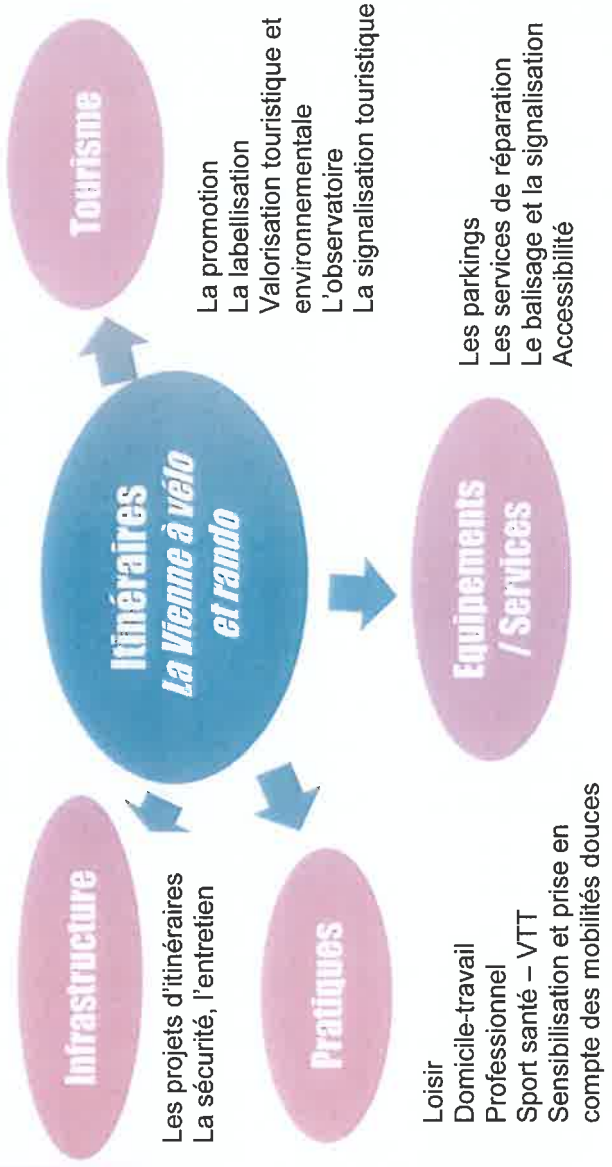 Infrastructure
Les projets d'itinéraires
La sécurité, l'entretien
Pratiques
Loisir
Domicile-travail
Professionnel
Sport santé – VTT
Sensibilisation et prise en
compte des mobilités douces
Itinéraires
La Vienne à vélo
et rando
Equipements
/ Services
Les parkings
Les services de réparation
Le balisage et la signalisation
Accessibilité
Tourisme
La promotion
La labellisation
Valorisation touristique et
environnementale
L'observatoire
La signalisation touristique